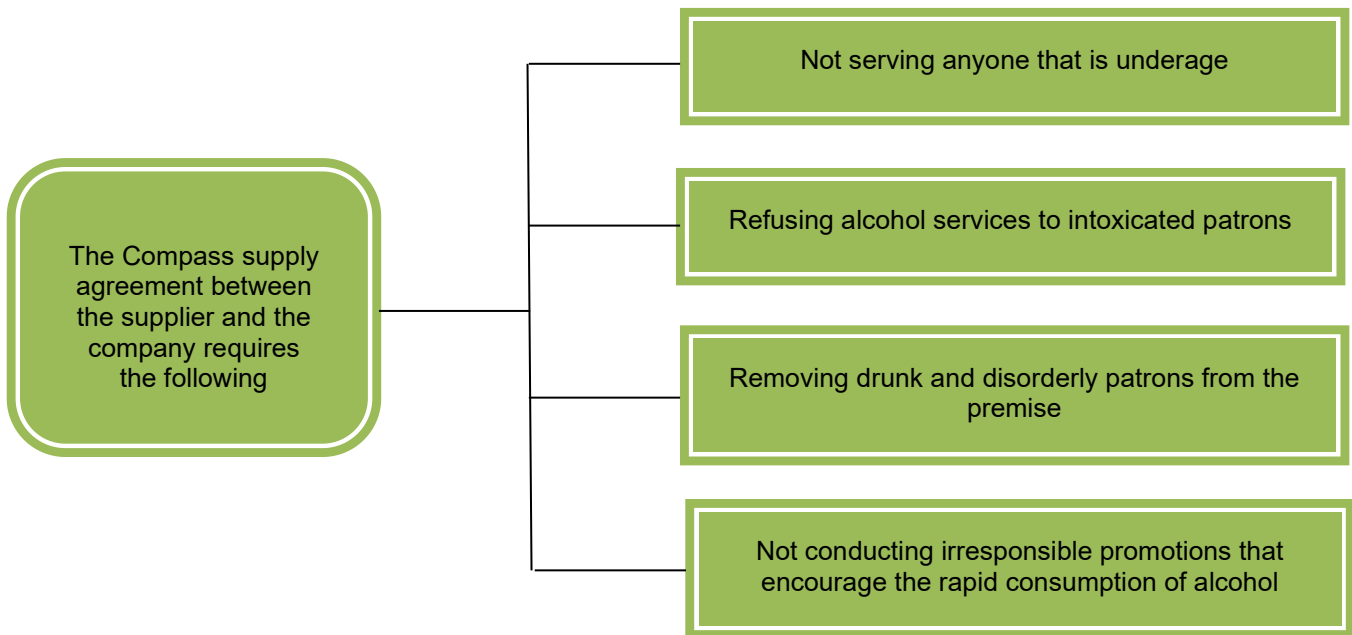 The Compass supply
agreement between
the supplier and the
company requires
the following
Not serving anyone that is underage
Refusing alcohol services to intoxicated patrons
Removing drunk and disorderly patrons from the
premise
Not conducting irresponsible promotions that
encourage the rapid consumption of alcohol